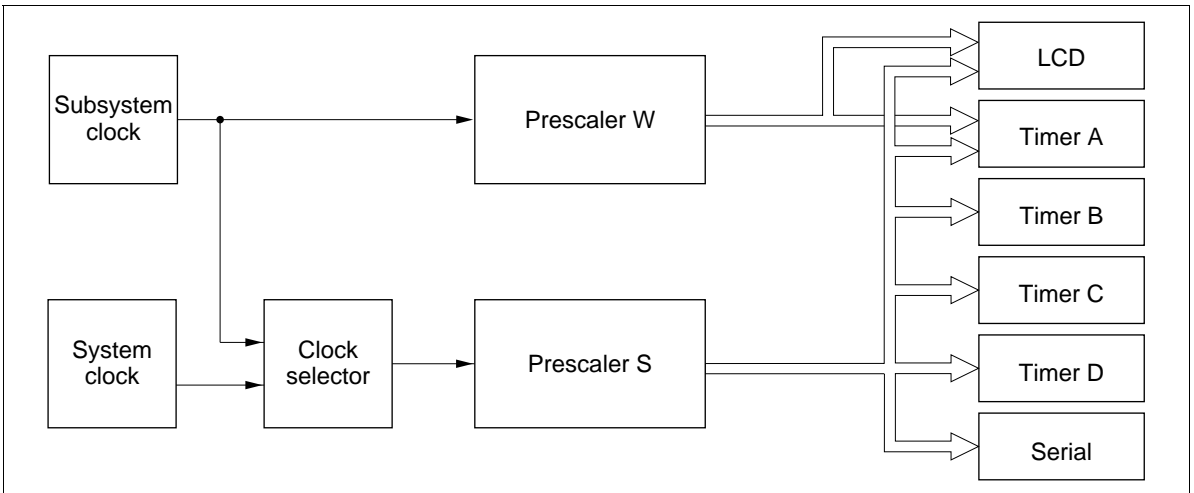 Subsystem
clock
Prescaler W
LCD
Timer A
Timer B
Timer C
System
clock
Clock
selector
Prescaler S
Timer D
Serial